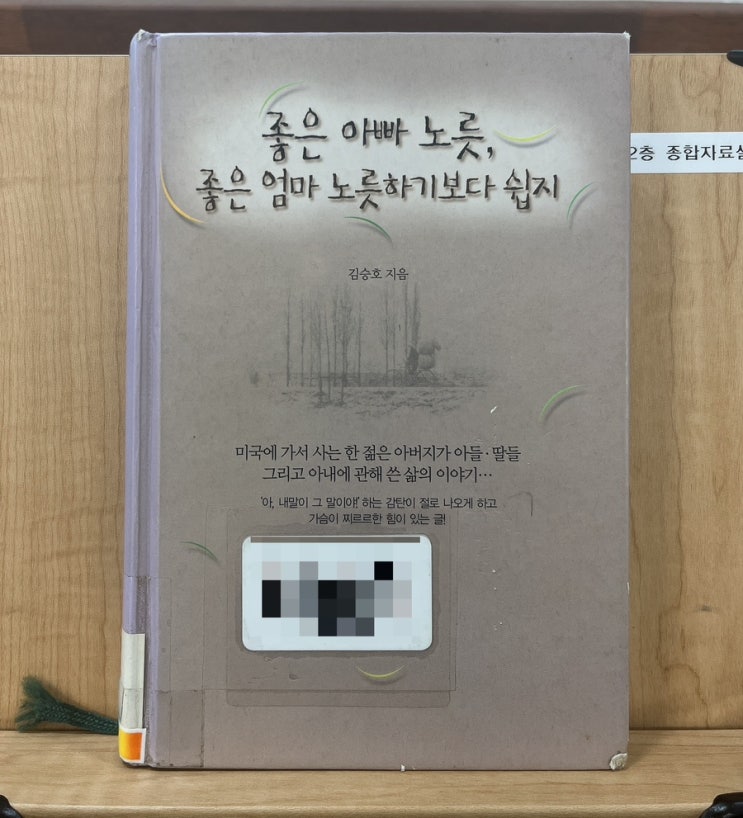 좋은 아빠 노릇,
좋은 엄마 노릇하기보다 쉽지
김승호 지음
미국에 가서 사는 한 젊은 아버지가 아들·딸들
그리고 아내에 관해 쓴 삶의 이야기…
'아, 내말이 그 말이야!' 하는 감탄이 절로 나오게 하고
가슴이 찌르르한 힘이 있는 글!
2층 종합자료실